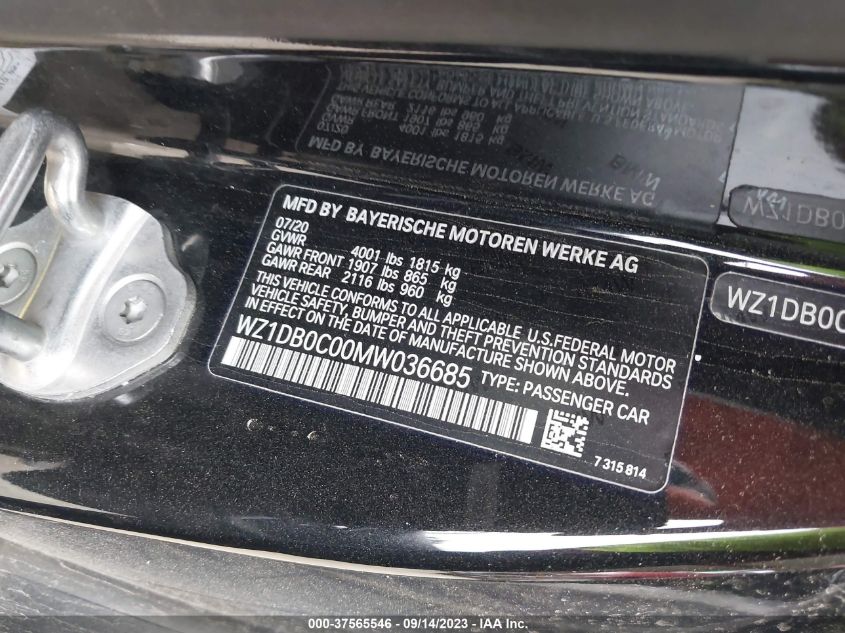 MFD BY BAYERISCHE MOTOREN WERKE AG
07/20
GVWR 4001 lbs 1815 kg
GAWR FRONT 1907 lbs 865 kg
GAWR REAR 2116 lbs 960 kg
THIS VEHICLE CONFORMS TO ALL APPLICABLE U.S.FEDERAL MOTOR
VEHICLE SAFETY, BUMPER AND THEFT PREVENTION STANDARDS
IN EFFECT ON THE DATE OF MANUFACTURE SHOWN ABOVE.
WZ1DB0C00MW036685 TYPE: PASSENGER CAR
7 315 814
WZ1DB0C
000-37565546 - 09/14/2023 - IAA Inc.